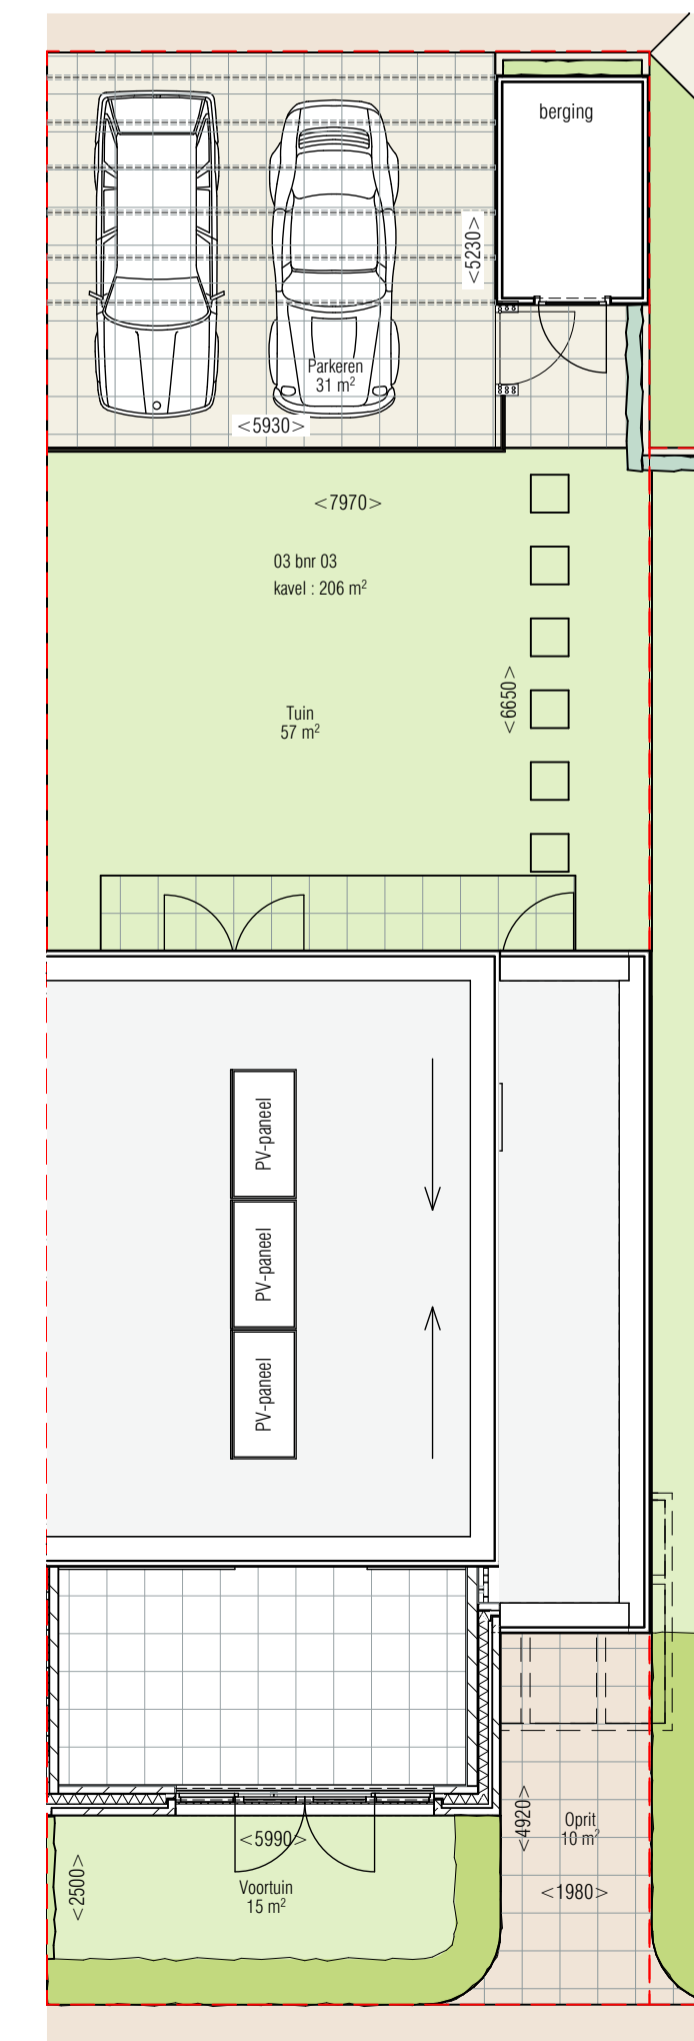 berging
<5230>
Parkeren
31 m²
<5930>
<7970>
03 bnr 03
kavel : 206 m²
<6650>
Tuin
57 m²
PV-paneel
PV-paneel
PV-paneel
<4920>
Oprit
10 m²
<5990>
<2500>
Voortuin
15 m²
<1980>